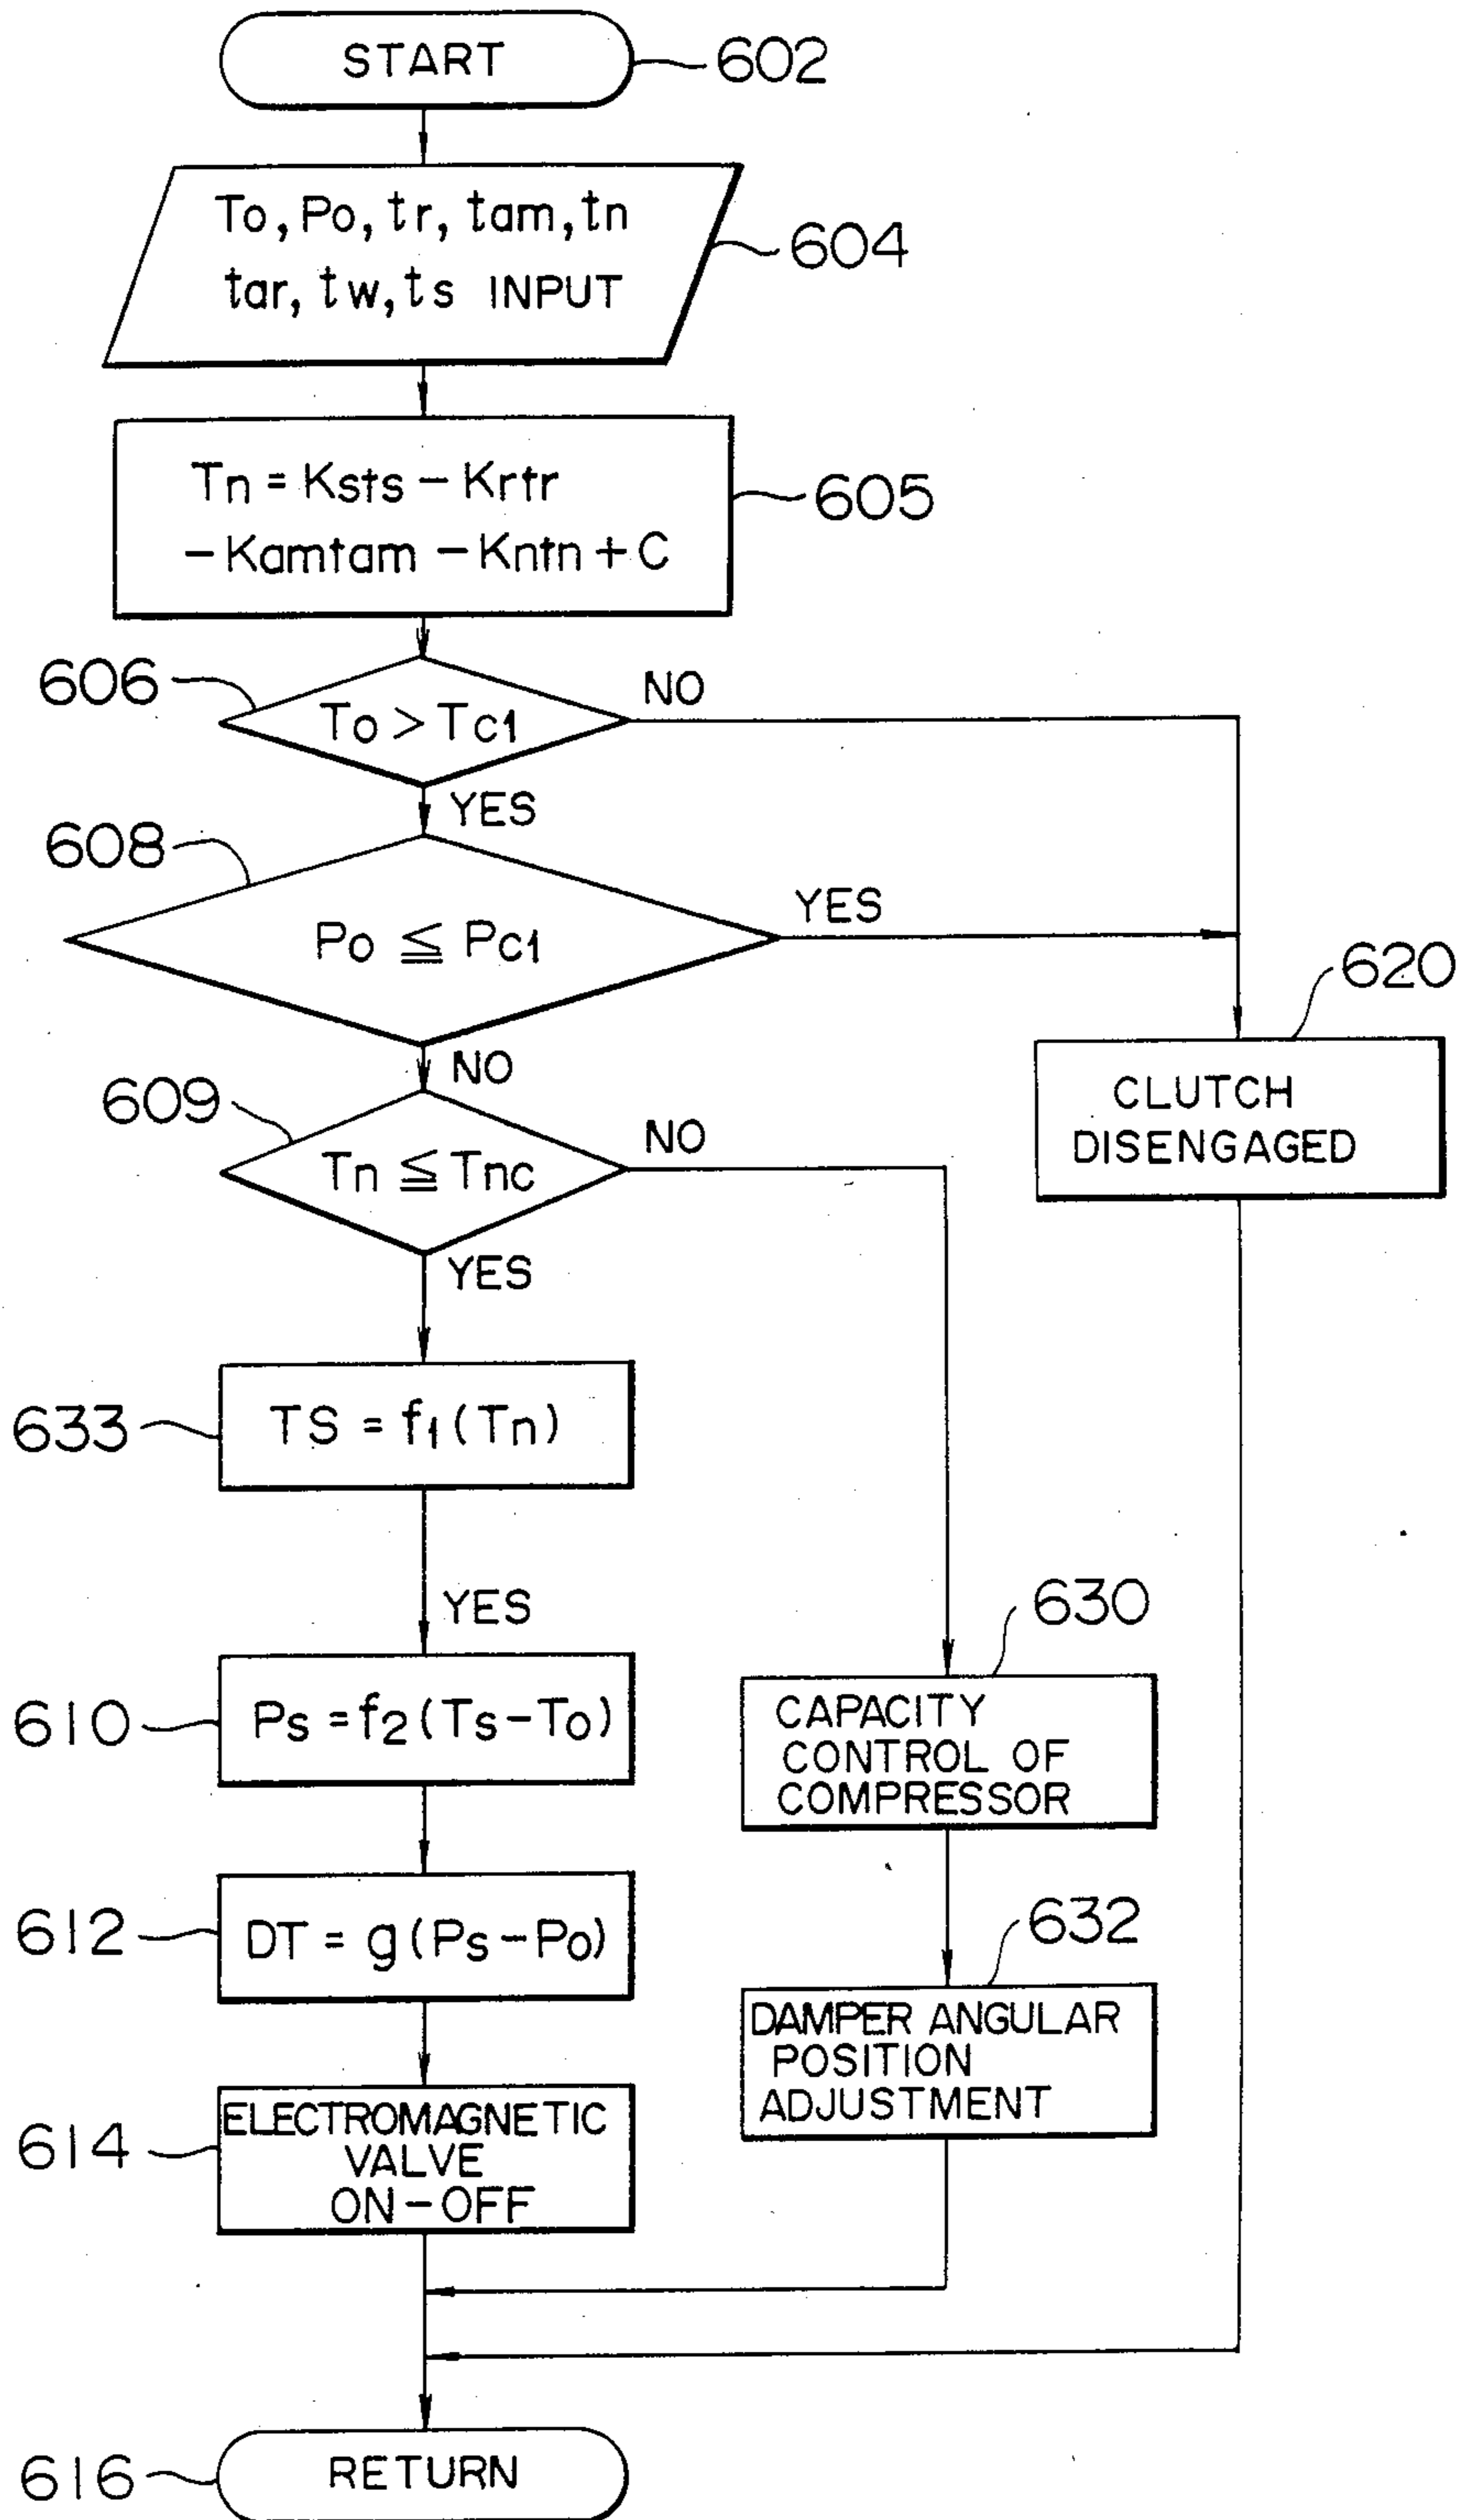 START
602
To, Po, tr, tam, tn
tar, tw, ts INPUT
604
Tn = Ksts - Krtr
- Kamtam - Kntn + C
605
606
To > Tc1
NO
YES
608
Po ≦ Pc1
YES
NO
620
CLUTCH
DISENGAGED
609
Tn ≦ Tnc
NO
YES
633
TS = f1 (Tn)
YES
630
610
Ps = f2 (Ts - To)
CAPACITY
CONTROL OF
COMPRESSOR
612
DT = g (Ps - Po)
632
DAMPER ANGULAR
POSITION
ADJUSTMENT
614
ELECTROMAGNETIC
VALVE
ON - OFF
616
RETURN